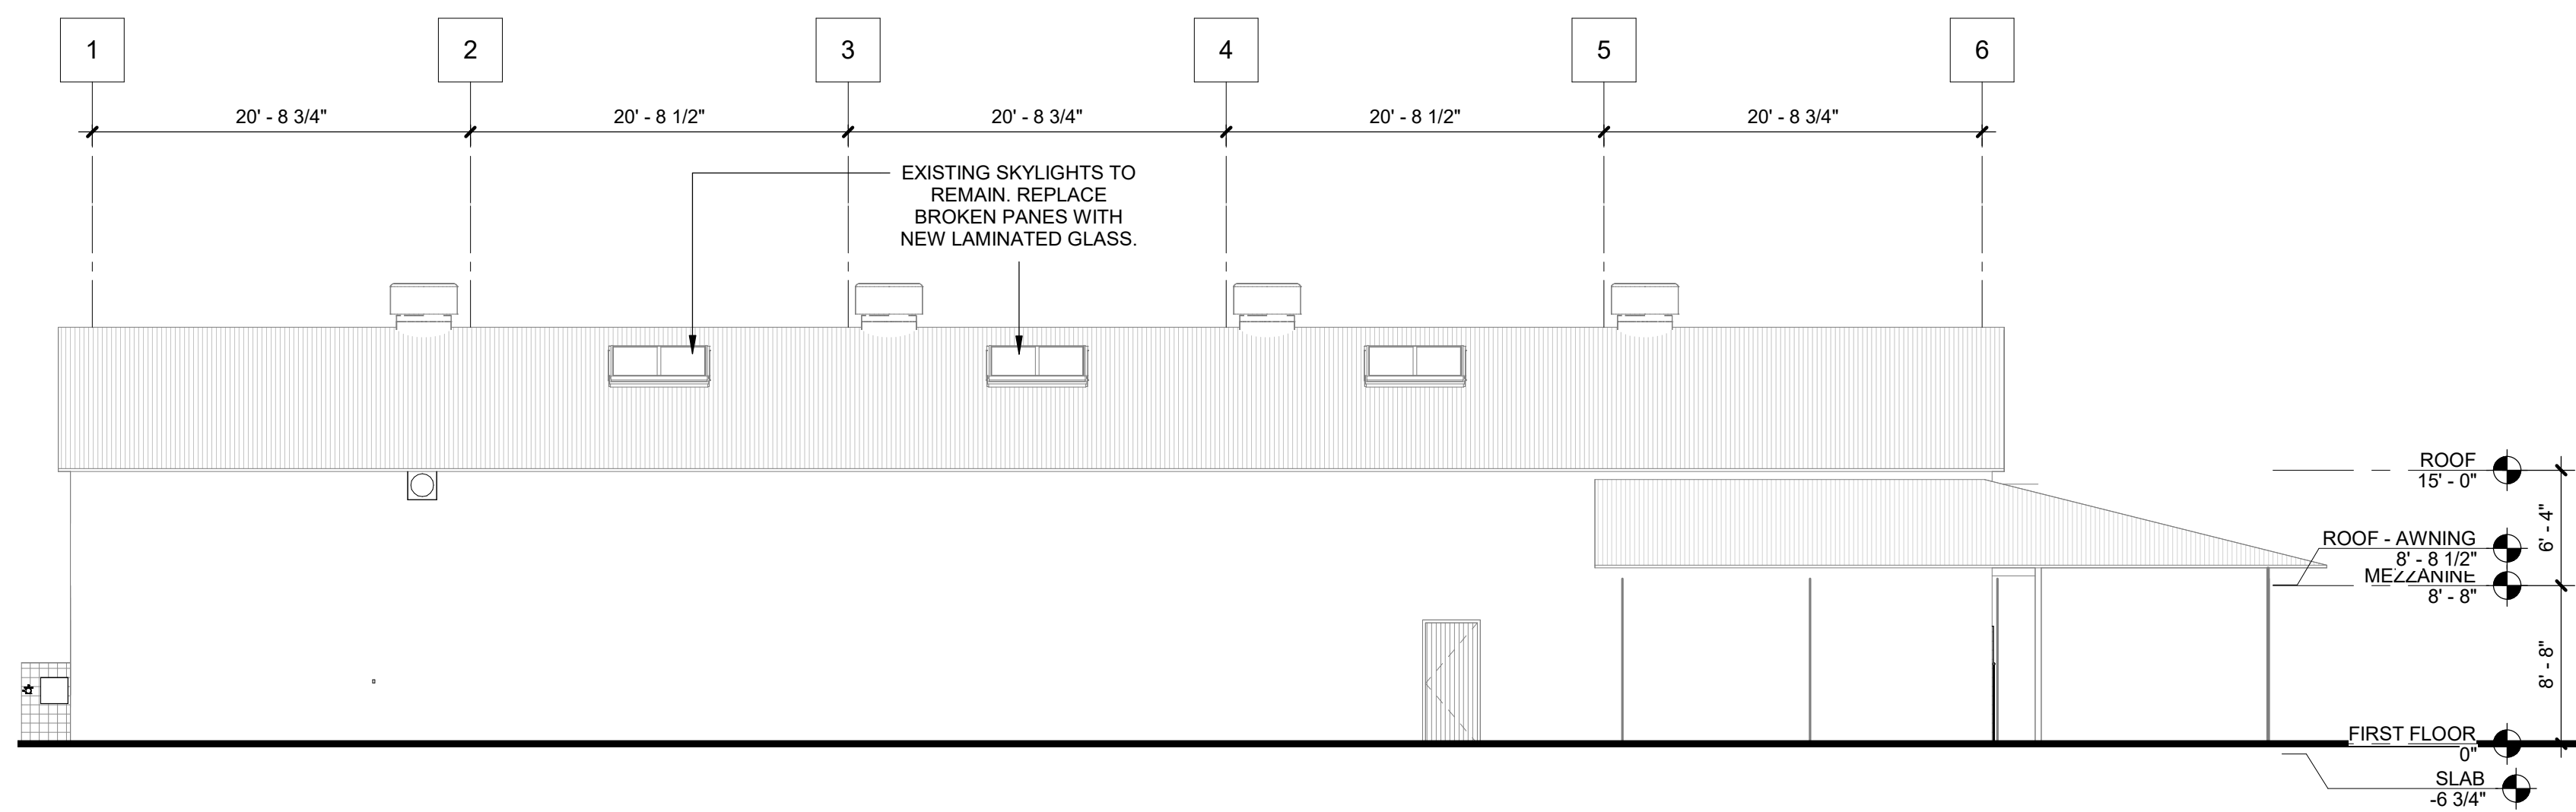 1
2
3
4
5
6
20' - 8 3/4"
20' - 8 1/2"
20' - 8 3/4"
20' - 8 1/2"
20' - 8 3/4"
EXISTING SKYLIGHTS TO
REMAIN. REPLACE
BROKEN PANES WITH
NEW LAMINATED GLASS.
ROOF
15' - 0"
6' - 4"
ROOF - AWNING
8' - 8 1/2"
MEZZANINE
8' - 8"
8' - 8"
FIRST FLOOR
0"
SLAB
-6 3/4"